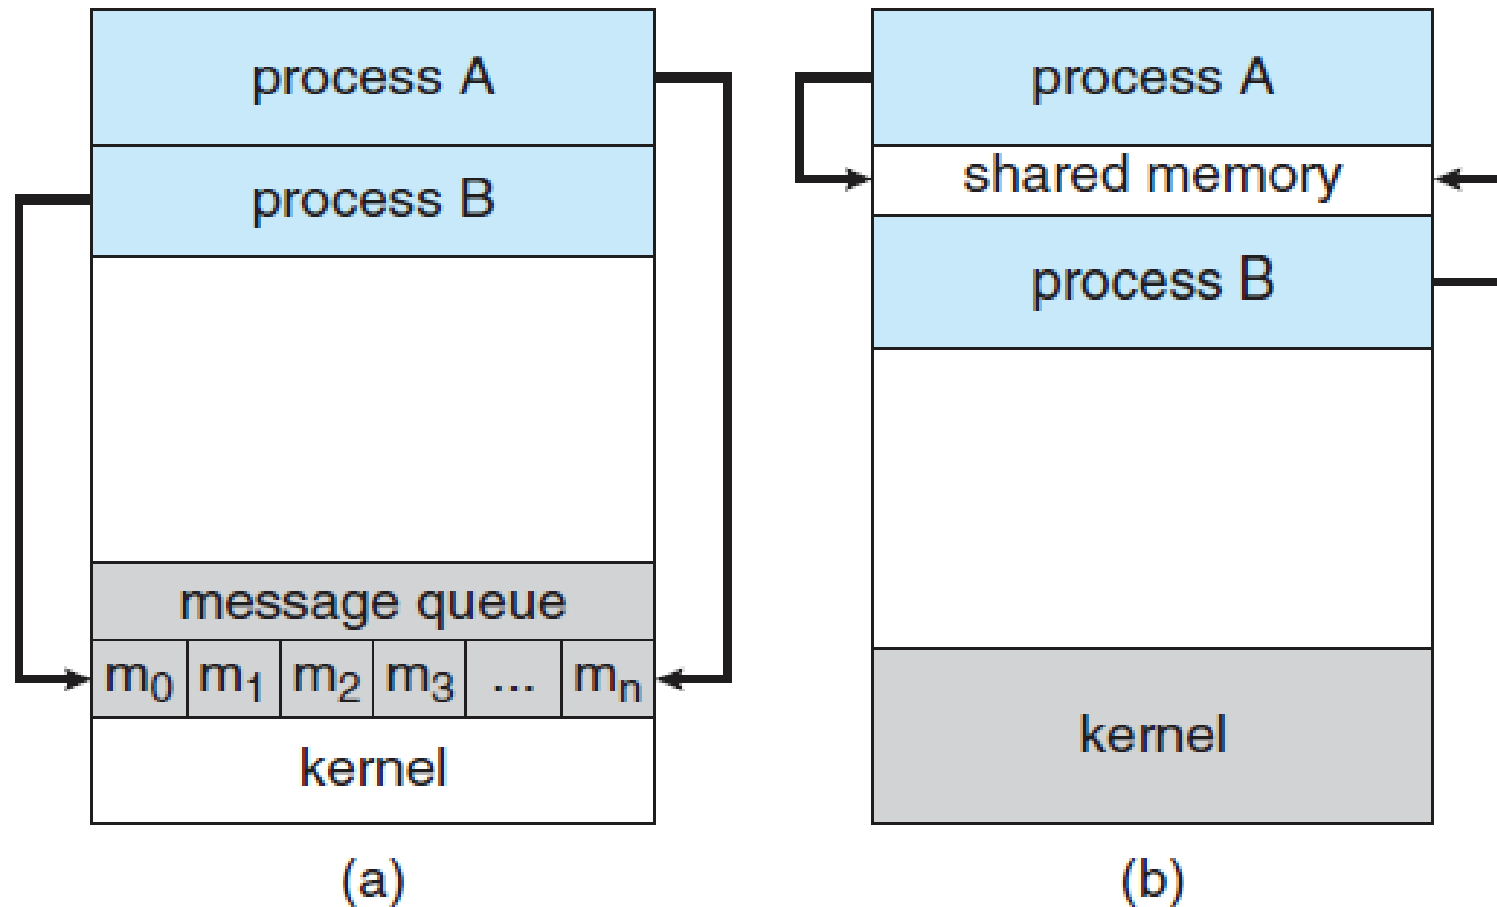 process A
process B
message queue
m0 m1 m2 m3 ... mn
kernel
(a)
process A
shared memory
process B
kernel
(b)